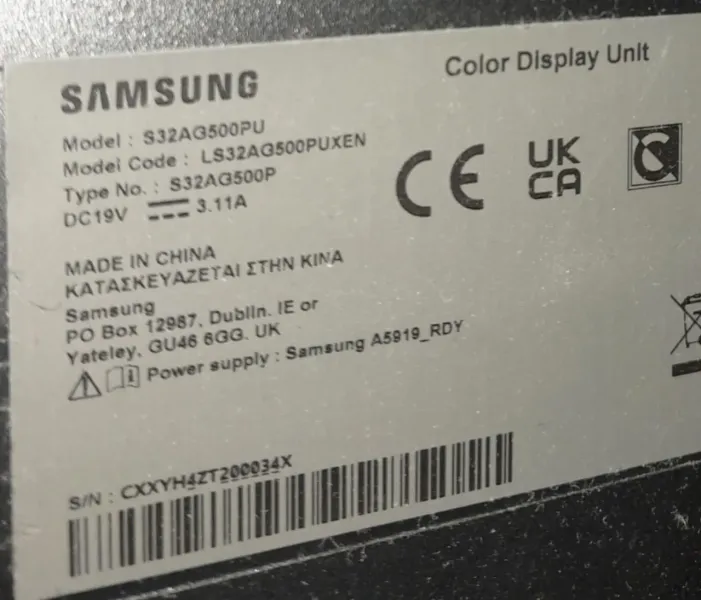 SAMSUNG
Color Display Unit
Model : S32AG500PU
Model Code : LS32AG500PUXEN
Type No. : S32AG500P
DC19V 3.11A
CE
UK
CA
MADE IN CHINA
ΚΑΤΑΣΚΕΥΑΖΕΤΑΙ ΣΤΗΝ ΚΙΝΑ
Samsung
PO Box 12987, Dublin. IE or
Yateley, GU46 6GG. UK
Power supply : Samsung A5919_RDY
S/N : CXXYH4ZT200034X